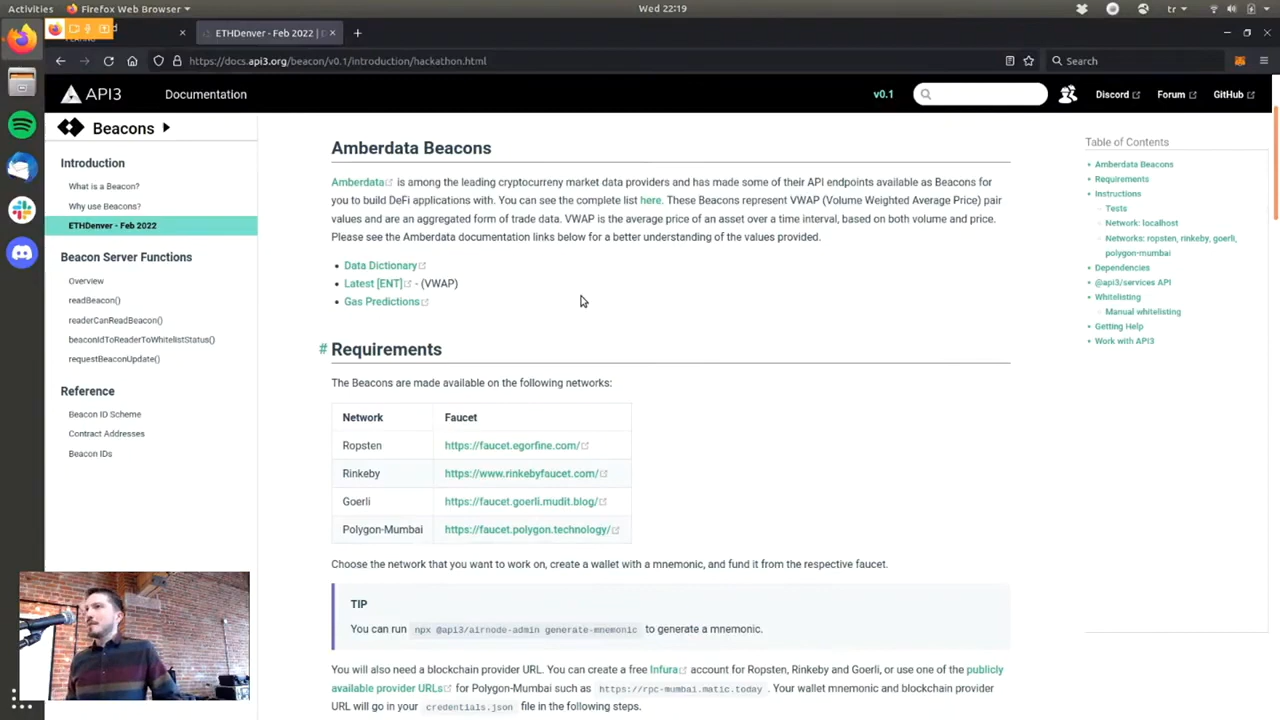 Activities
Firefox Web Browser
Wed 22:19
tr
ETHDenver - Feb 2022 |
https://docs.api3.org/beacon/v0.1/introduction/hackathon.html
Search
API3
Documentation
v0.1
Discord
Forum
GitHub
Beacons
Introduction
What is a Beacon?
Why use Beacons?
ETHDenver - Feb 2022
Beacon Server Functions
Overview
readBeacon()
readerCanReadBeacon()
beaconIdToReaderToWhitelistStatus()
requestBeaconUpdate()
Reference
Beacon ID Scheme
Contract Addresses
Beacon IDs
Amberdata Beacons
Amberdata is among the leading cryptocurreny market data providers and has made some of their API endpoints available as Beacons for
you to build DeFi applications with. You can see the complete list here. These Beacons represent VWAP (Volume Weighted Average Price) pair
values and are an aggregated form of trade data. VWAP is the average price of an asset over a time interval, based on both volume and price.
Please see the Amberdata documentation links below for a better understanding of the values provided.
• Data Dictionary
• Latest [ENT] - (VWAP)
• Gas Predictions
# Requirements
The Beacons are made available on the following networks:
Network Faucet
Ropsten https://faucet.egorfine.com/
Rinkeby https://www.rinkebyfaucet.com/
Goerli https://faucet.goerli.mudit.blog/
Polygon-Mumbai https://faucet.polygon.technology/
Choose the network that you want to work on, create a wallet with a mnemonic, and fund it from the respective faucet.
TIP
You can run npx @api3/airnode-admin generate-mnemonic to generate a mnemonic.
You will also need a blockchain provider URL. You can create a free Infura account for Ropsten, Rinkeby and Goerli, or use one of the publicly
available provider URLs for Polygon-Mumbai such as https://rpc-mumbai.matic.today . Your wallet mnemonic and blockchain provider
URL will go in your credentials.json file in the following steps.
Table of Contents
• Amberdata Beacons
• Requirements
• Instructions
Tests
Network: localhost
Networks: ropsten, rinkeby, goerli,
polygon-mumbai
• Dependencies
• @api3/services API
• Whitelisting
Manual whitelisting
• Getting Help
• Work with API3